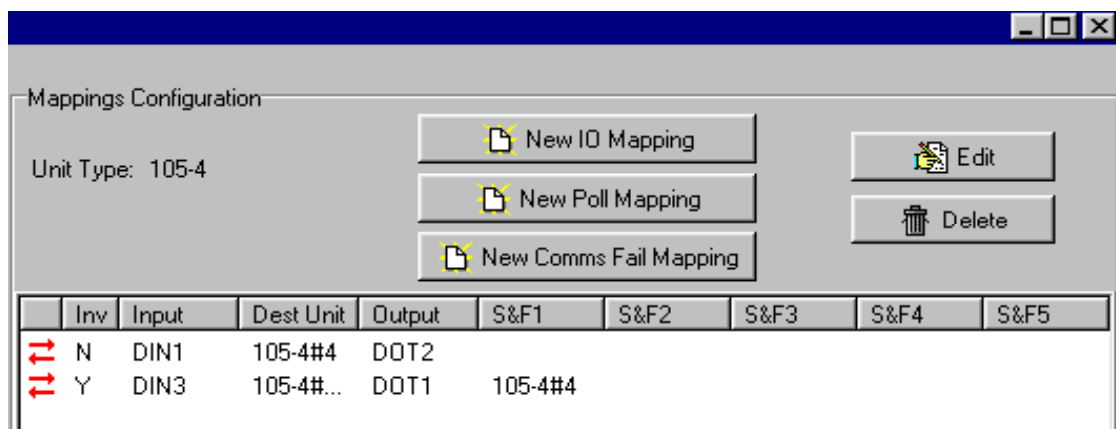 Mappings Configuration
Unit Type: 105-4
New IO Mapping
New Poll Mapping
New Comms Fail Mapping
Edit
Delete
Inv Input Dest Unit Output S&F1 S&F2 S&F3 S&F4 S&F5
N DIN1 105-4#4 DOT2
Y DIN3 105-4#... DOT1 105-4#4